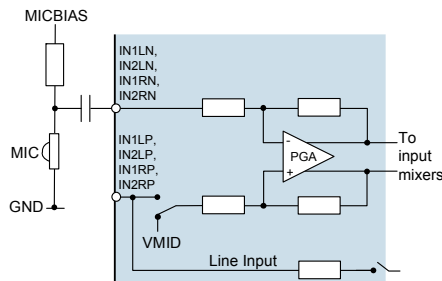 MICBIAS
IN1LN,
IN2LN,
IN1RN,
IN2RN
MIC
IN1LP,
IN2LP,
IN1RP,
IN2RP
-
PGA
+
To
input
mixers
GND
VMID
Line Input